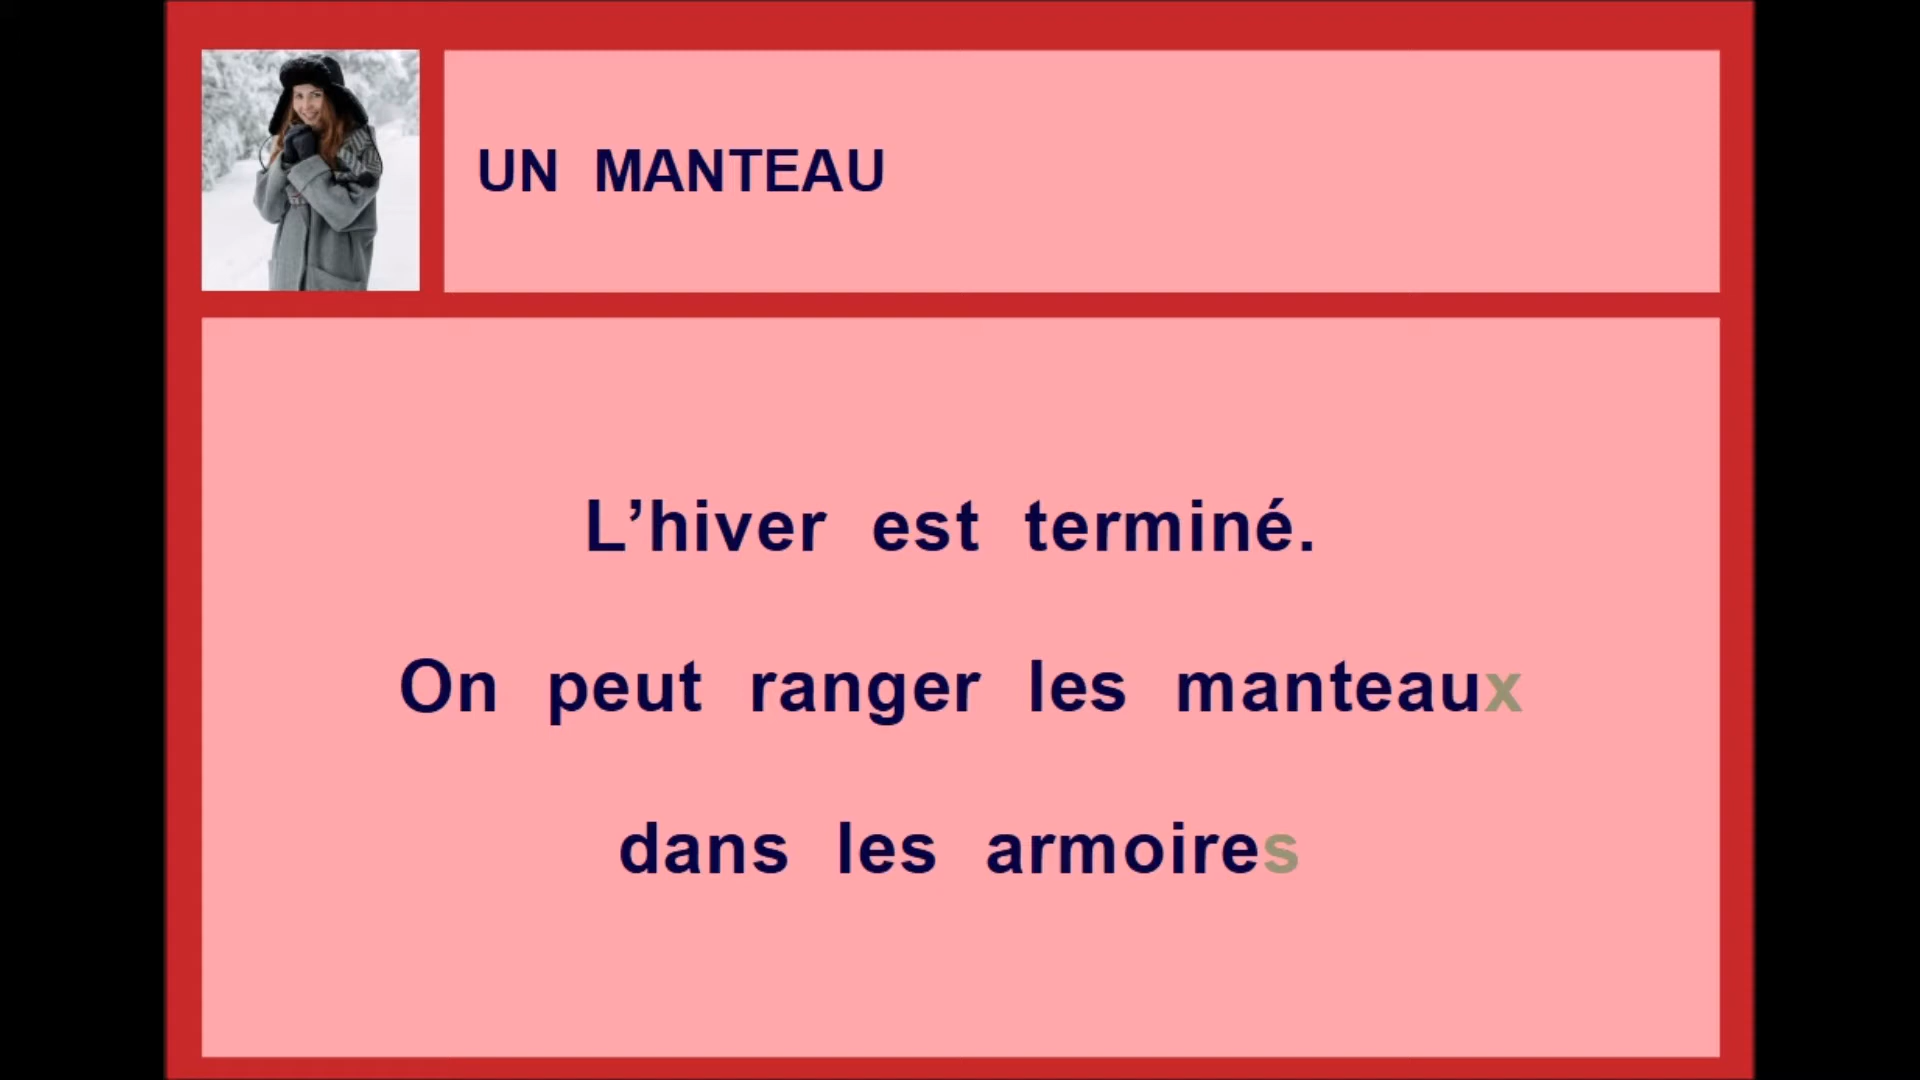 UN MANTEAU
L’hiver est terminé.
On peut ranger les manteaux
dans les armoires